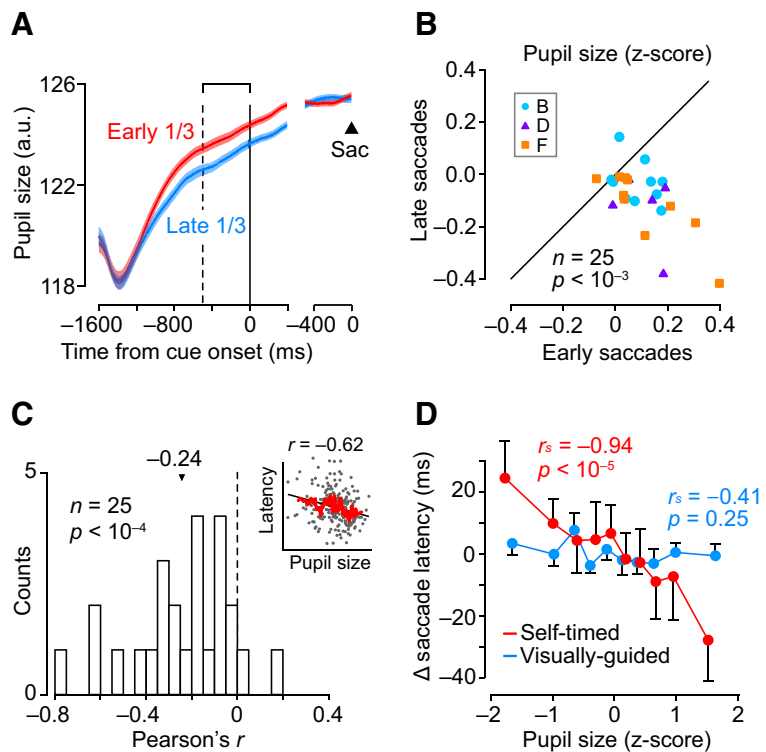 A
126
122
118
Pupil size (a.u.)
Early 1/3
Late 1/3
Sac
−1600
−800
0
−400
0
Time from cue onset (ms)
B
Pupil size (z-score)
0.4
0.2
0.0
−0.2
−0.4
Late saccades
B
D
F
n = 25
p < 10⁻³
−0.4
−0.2
0
0.2
0.4
Early saccades
C
−0.24
5
0
Counts
n = 25
p < 10⁻⁴
r = −0.62
Latency
Pupil size
−0.8
−0.4
0
0.4
Pearson's r
D
rs = −0.94
p < 10⁻⁵
rs = −0.41
p = 0.25
20
0
−20
−40
Δ saccade latency (ms)
Self-timed
Visually-guided
−2
−1
0
1
2
Pupil size (z-score)